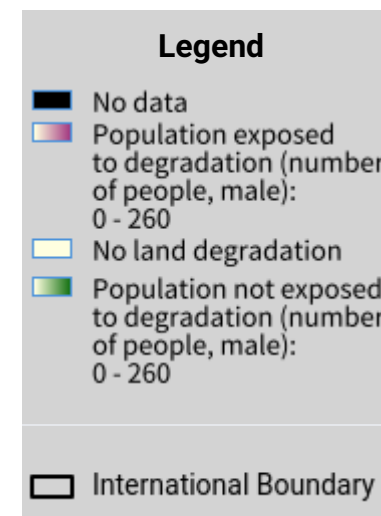 Legend
No data
Population exposed
to degradation (number
of people, male):
0 - 260
No land degradation
Population not exposed
to degradation (number
of people, male):
0 - 260
International Boundary